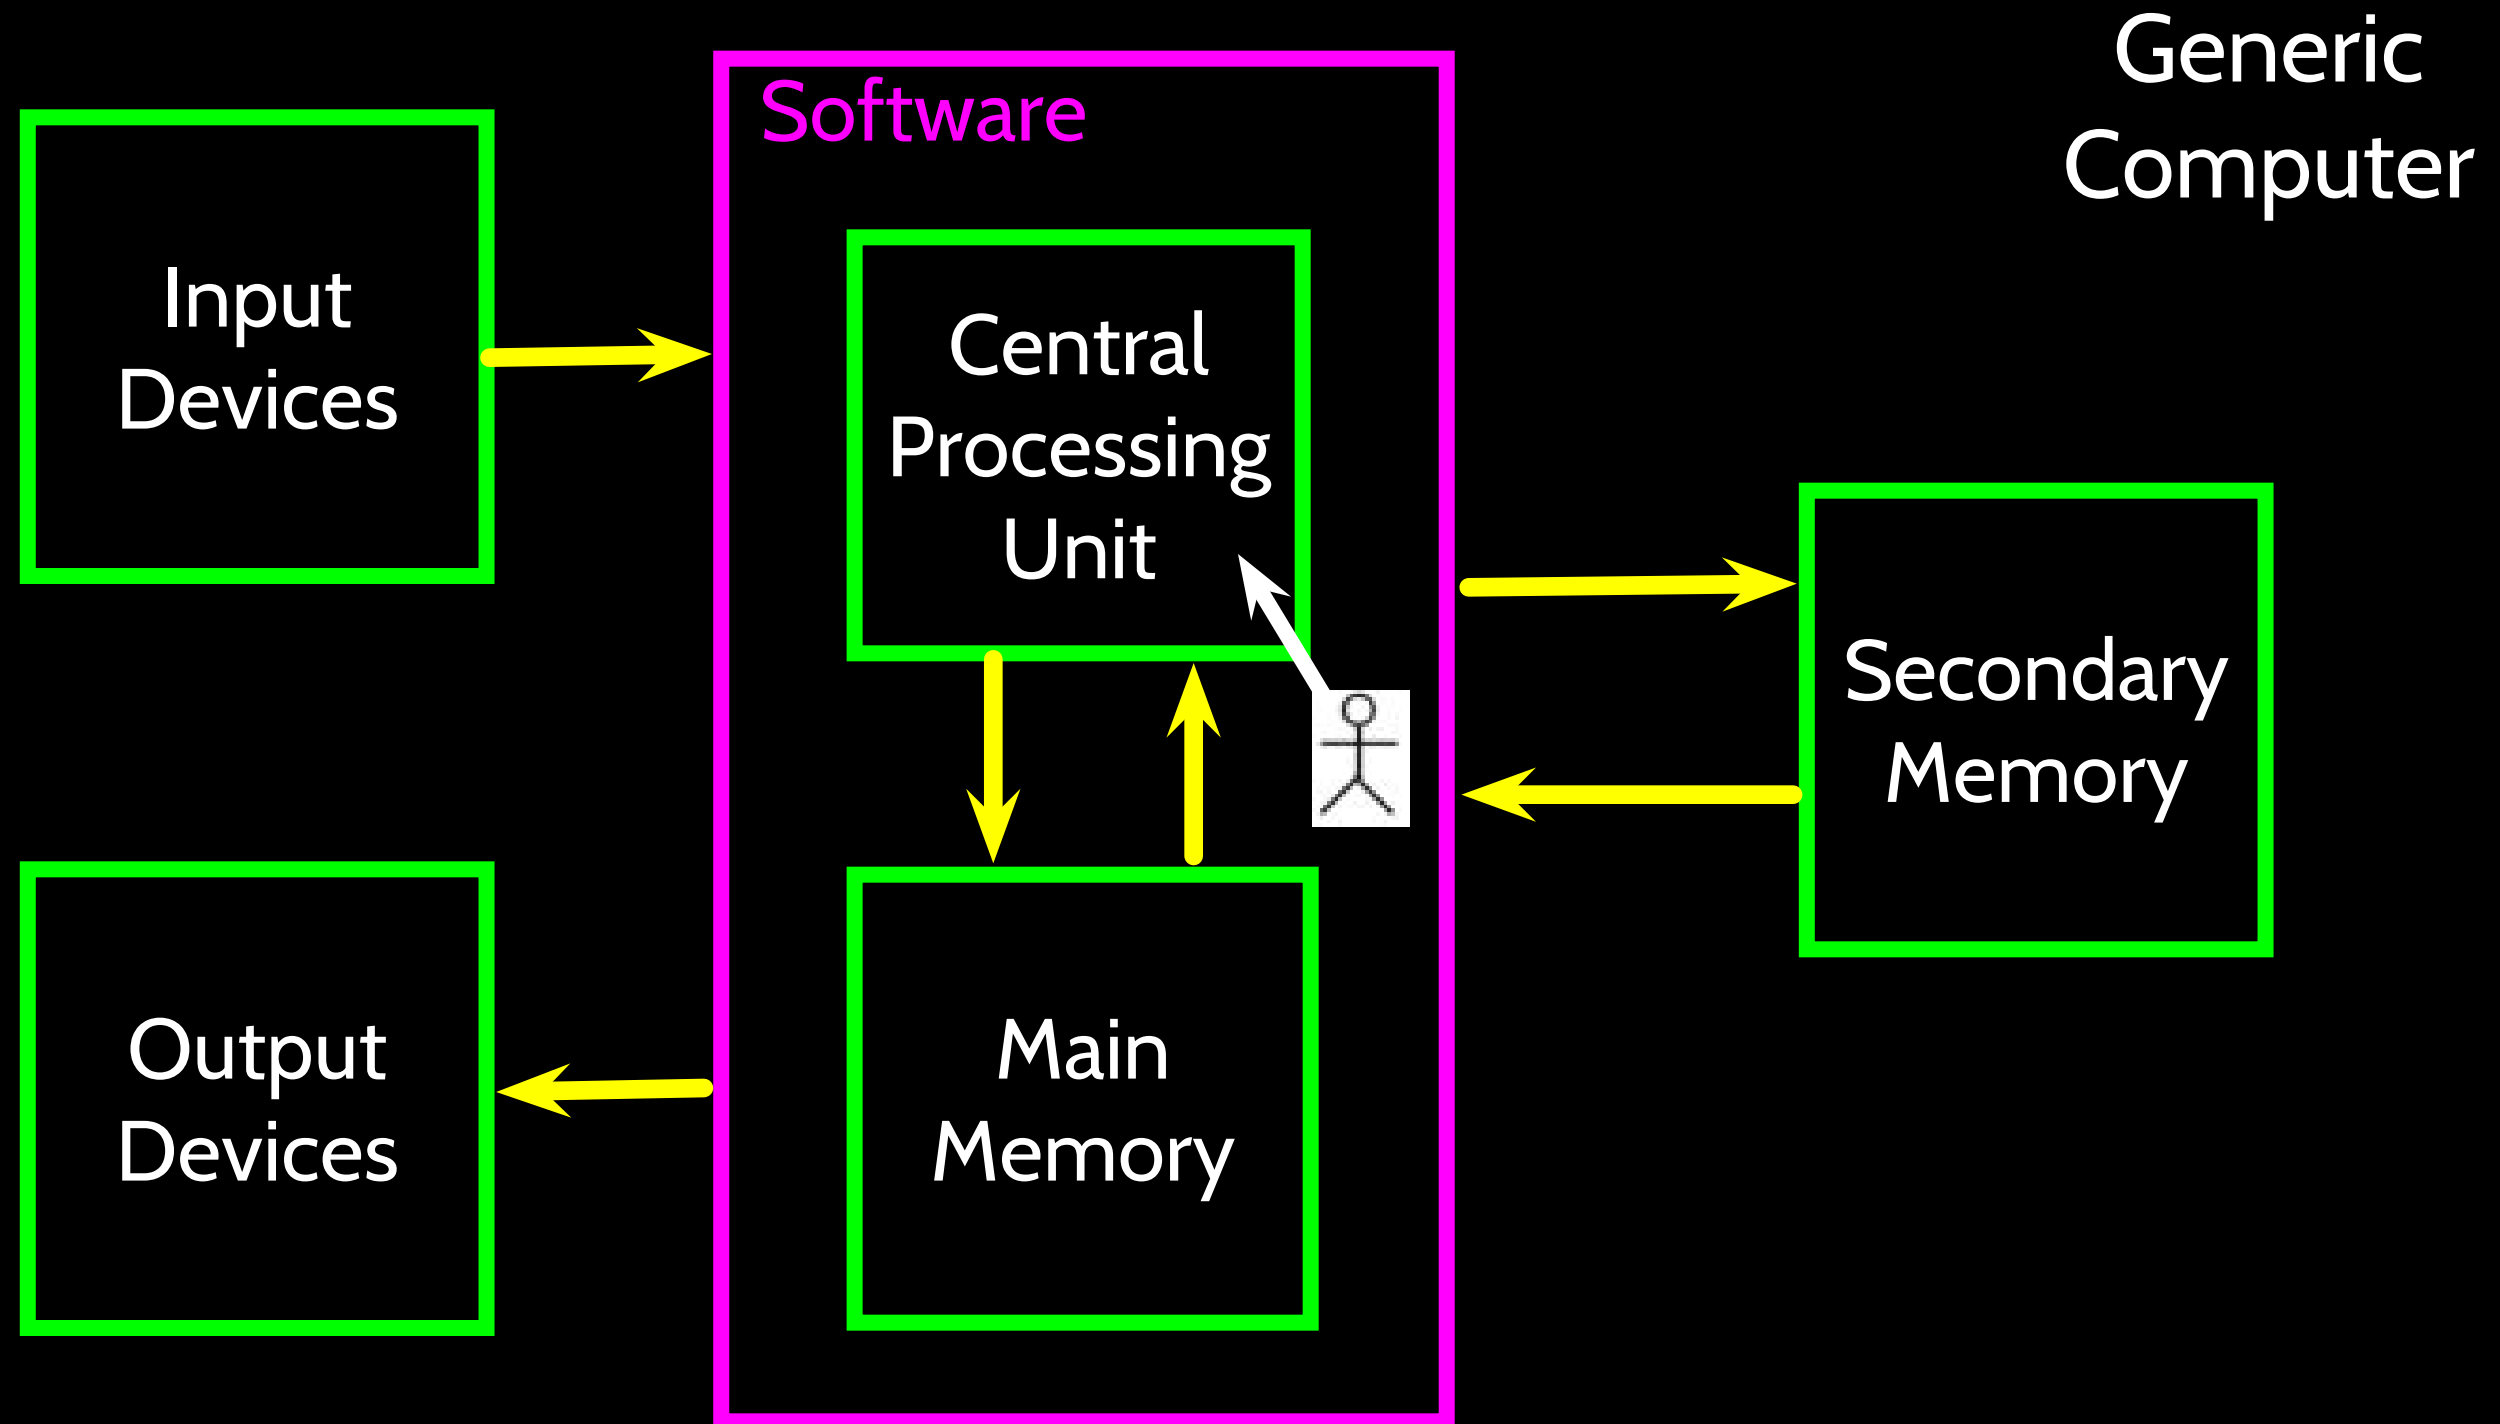 Generic
Computer
Software
Input
Devices
Central
Processing
Unit
Secondary
Memory
Output
Devices
Main
Memory